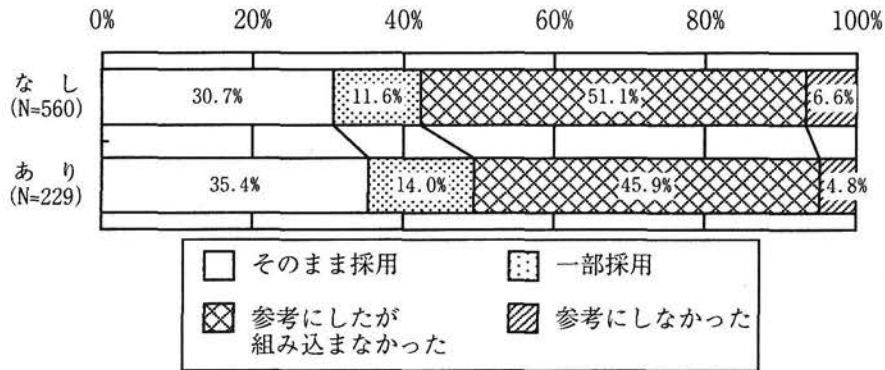 0% 20% 40% 60% 80% 100%
なし
(N=560)
30.7% 11.6% 51.1% 6.6%
あり
(N=229)
35.4% 14.0% 45.9% 4.8%
そのまま採用 一部採用
参考にしたが
組み込まなかった
参考にしなかった